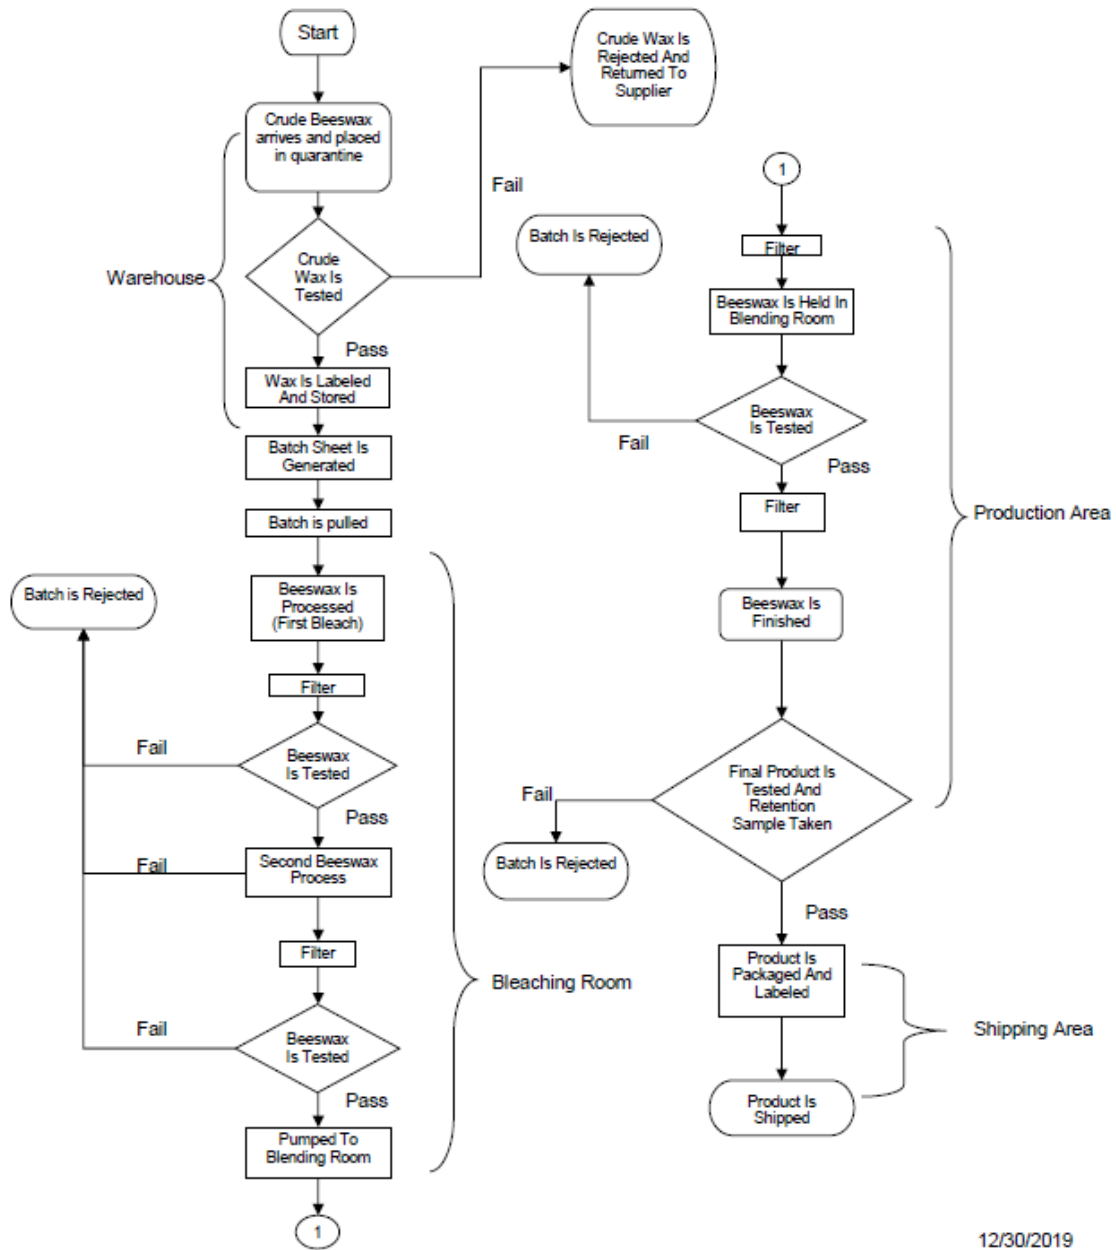 Start
Crude Beeswax
arrives and placed
in quarantine
Warehouse
Crude
Wax Is
Tested
Fail
Crude Wax Is
Rejected And
Returned To
Supplier
Pass
Wax Is Labeled
And Stored
Batch Sheet Is
Generated
Batch is pulled
Beeswax Is
Processed
(First Bleach)
Batch is Rejected
Filter
Fail
Beeswax
Is Tested
Pass
Fail
Second Beeswax
Process
Filter
Bleaching Room
Fail
Beeswax
Is Tested
Pass
Pumped To
Blending Room
1
1
Filter
Batch Is Rejected
Beeswax Is Held In
Blending Room
Beeswax
Is Tested
Fail
Pass
Filter
Production Area
Beeswax Is
Finished
Final Product Is
Tested And
Retention
Sample Taken
Fail
Batch Is Rejected
Pass
Product Is
Packaged And
Labeled
Shipping Area
Product Is
Shipped
12/30/2019